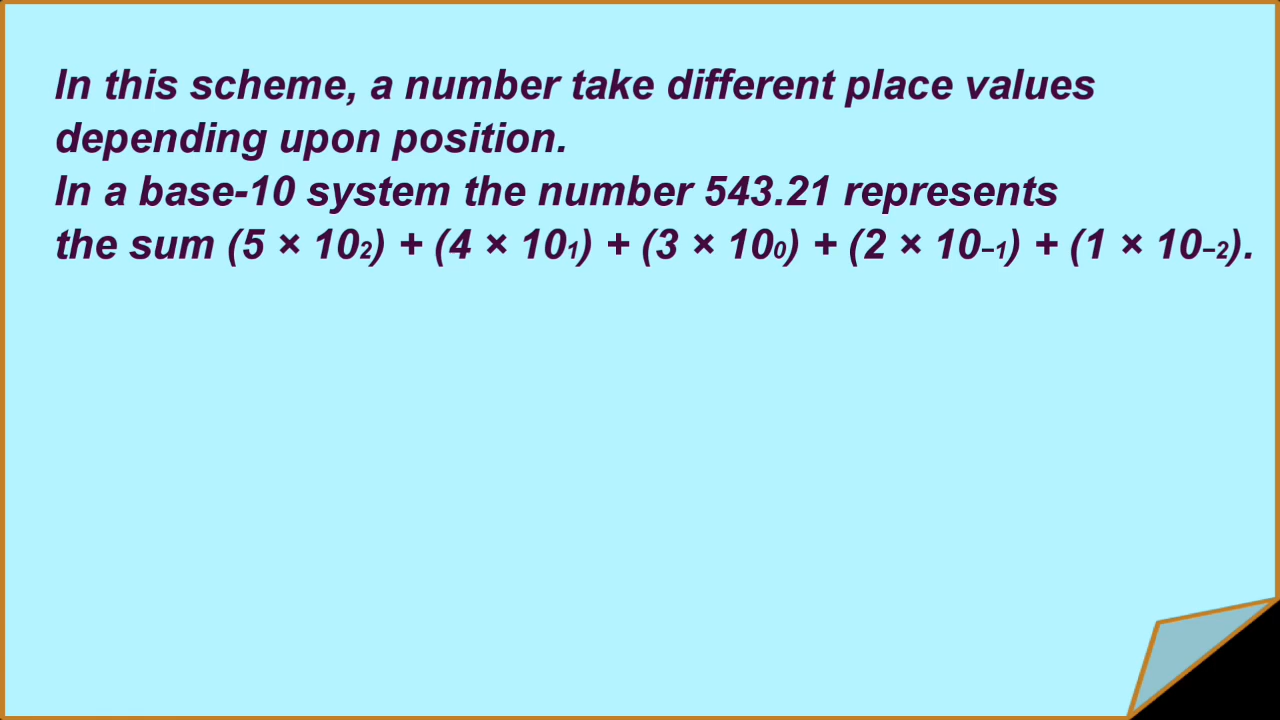 In this scheme, a number take different place values
depending upon position.
In a base-10 system the number 543.21 represents
the sum (5 × 10₂) + (4 × 10₁) + (3 × 10₀) + (2 × 10₋₁) + (1 × 10₋₂).